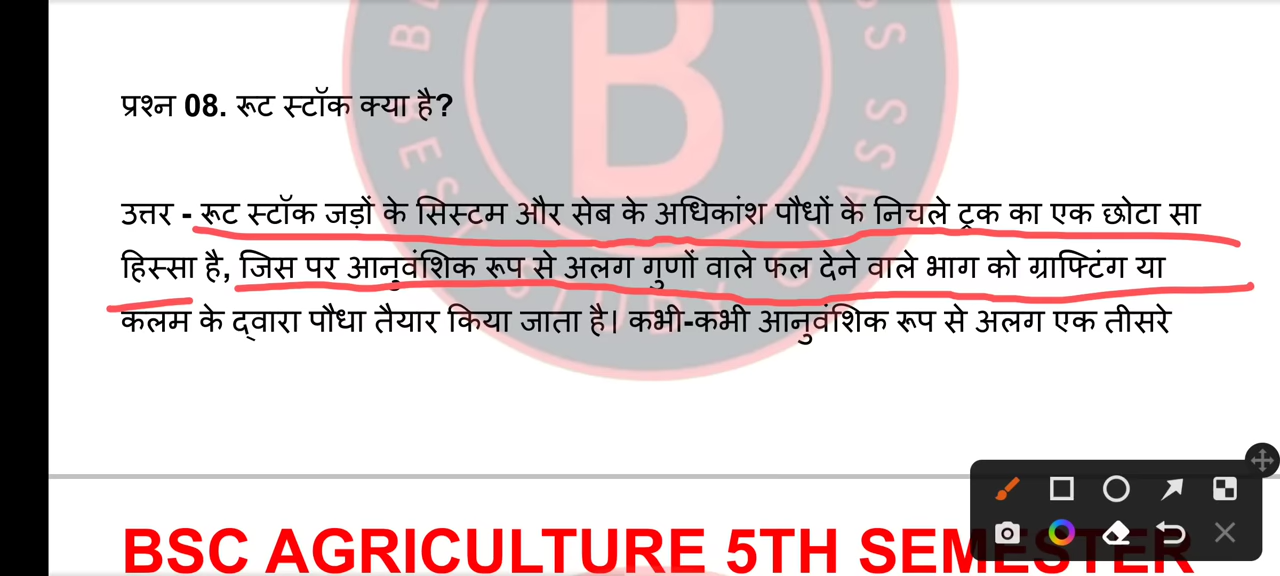 प्रश्न 08. रूट स्टॉक क्या है?
उत्तर - रूट स्टॉक जड़ों के सिस्टम और सेब के अधिकांश पौधों के निचले ट्रक का एक छोटा सा
हिस्सा है, जिस पर आनुवंशिक रूप से अलग गुणों वाले फल देने वाले भाग को ग्राफ्टिंग या
कलम के द्वारा पौधा तैयार किया जाता है। कभी-कभी आनुवंशिक रूप से अलग एक तीसरे
BSC AGRICULTURE 5TH SEMESTER
B